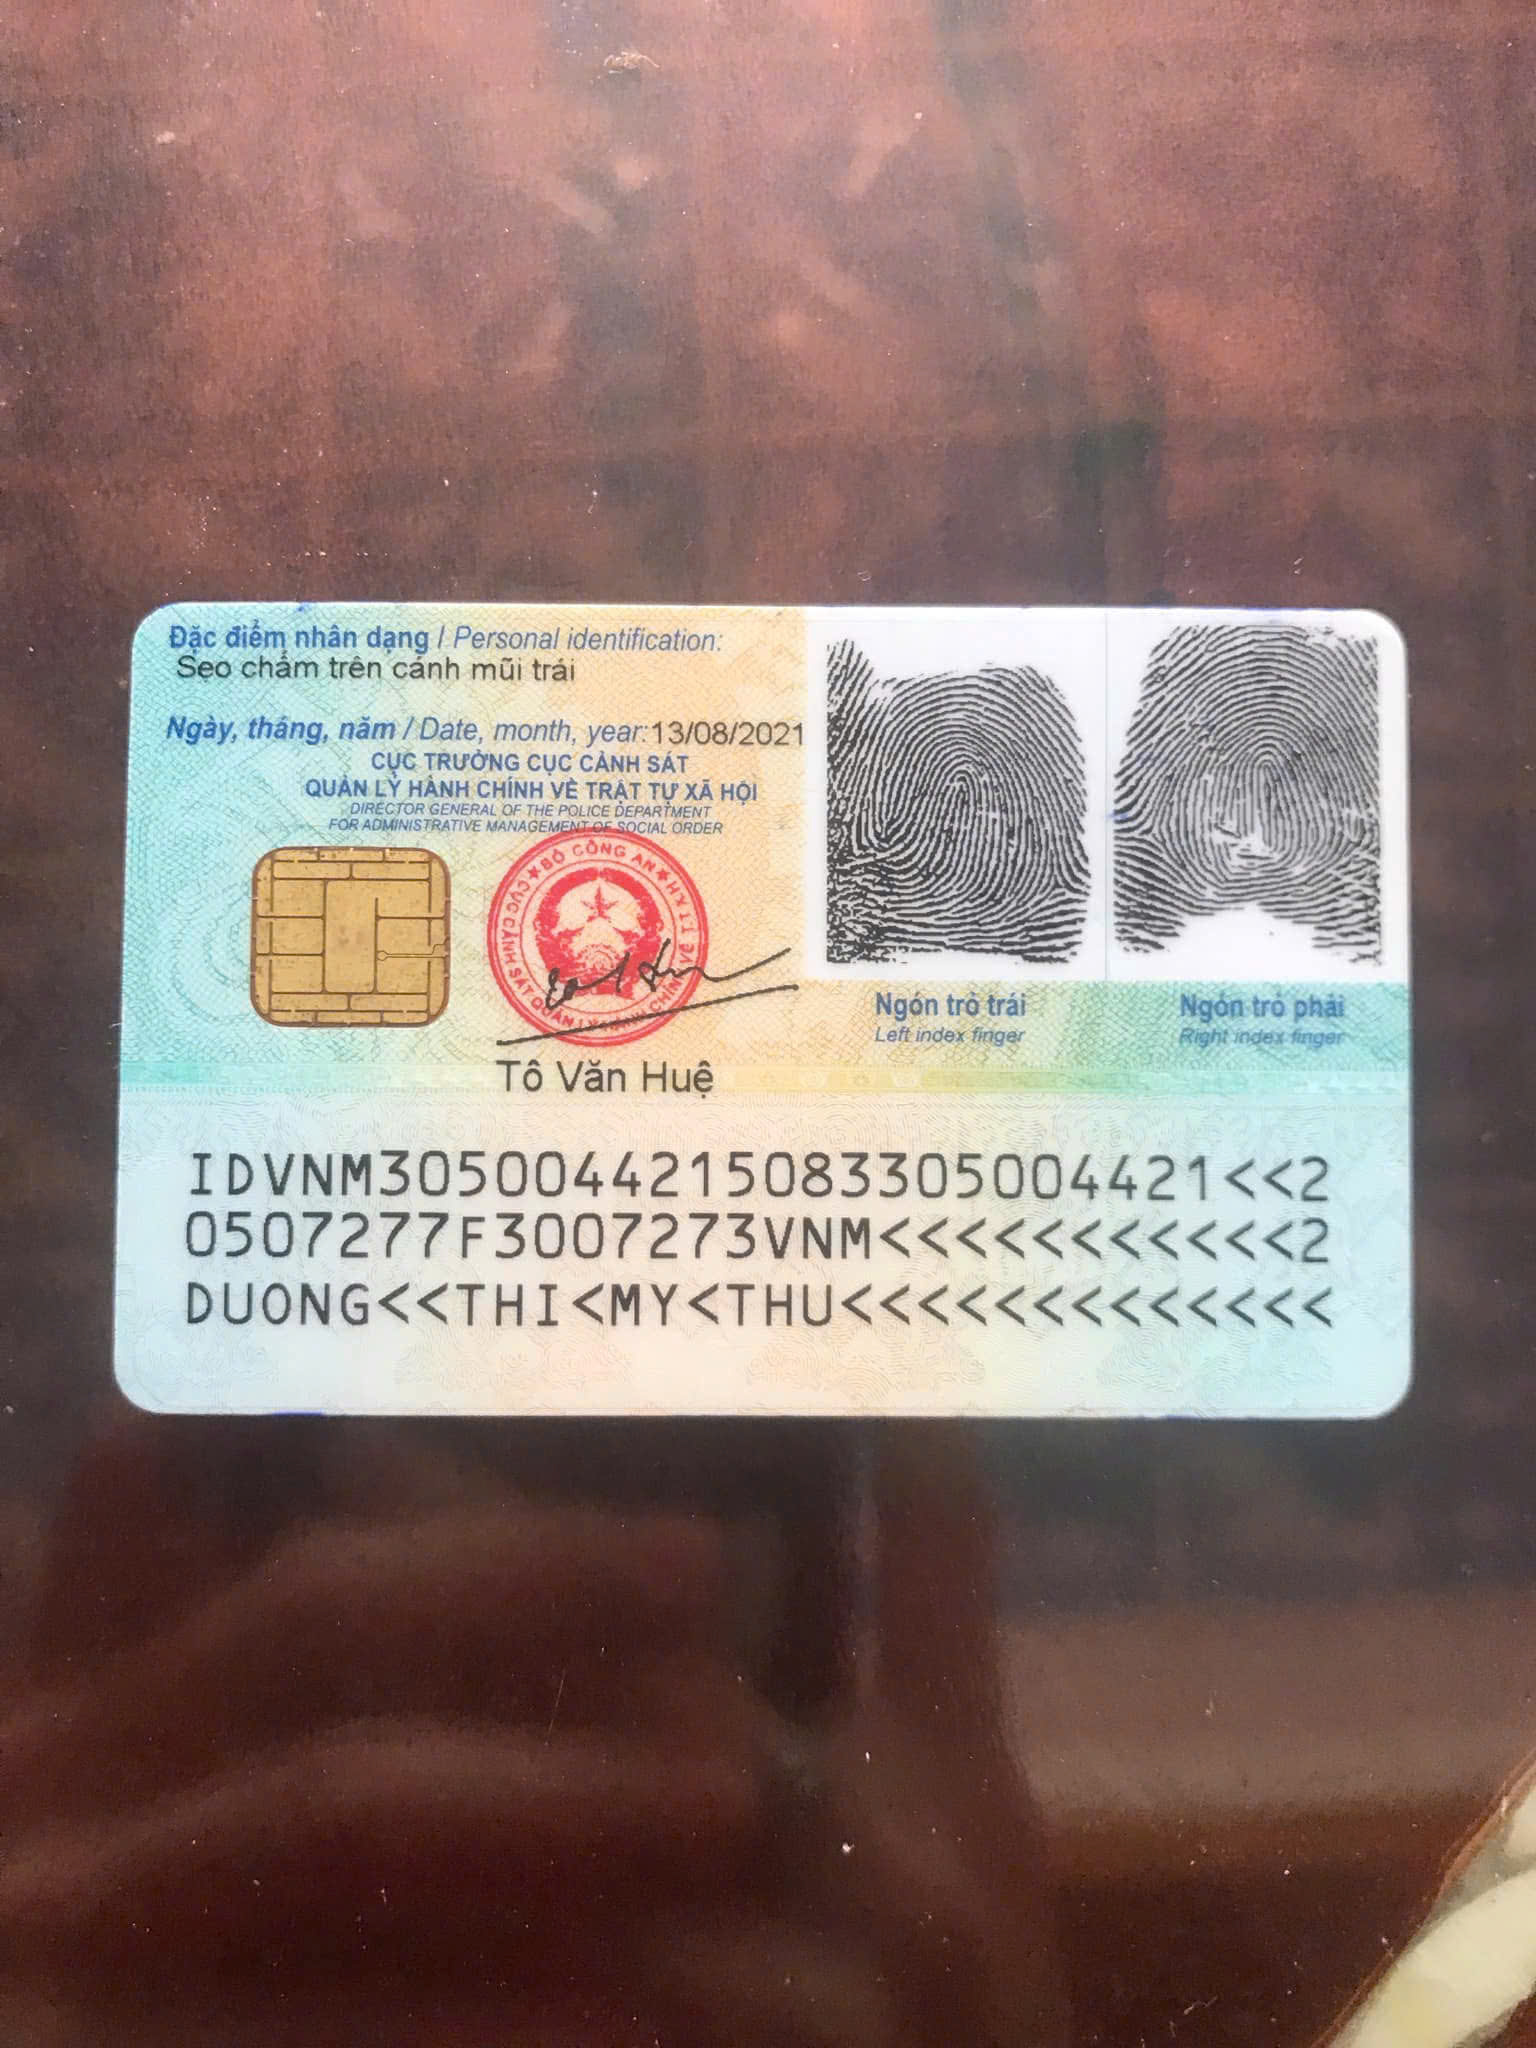 Đặc điểm nhân dạng / Personal identification:
Sẹo chấm trên cánh mũi trái
Ngày, tháng, năm / Date, month, year: 13/08/2021
CỤC TRƯỞNG CỤC CẢNH SÁT
QUẢN LÝ HÀNH CHÍNH VỀ TRẬT TỰ XÃ HỘI
DIRECTOR GENERAL OF THE POLICE DEPARTMENT
FOR ADMINISTRATIVE MANAGEMENT OF SOCIAL ORDER
BỘ CÔNG AN
CỤC CẢNH SÁT QUẢN LÝ HÀNH CHÍNH VỀ TTXH
Tô Văn Huệ
Ngón trỏ trái
Left index finger
Ngón trỏ phải
Right index finger
IDVNM3050044215083305004421<<2
0507277F3007273VNM<<<<<<<<<<<2
DUONG<<THI<MY<THU<<<<<<<<<<<<<